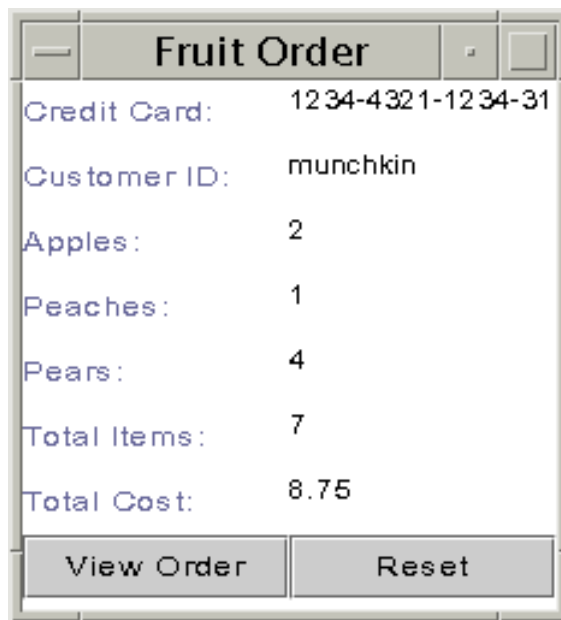 Fruit Order
Credit Card: 1234-4321-1234-31
Customer ID: munchkin
Apples: 2
Peaches: 1
Pears: 4
Total Items: 7
Total Cost: 8.75
View Order Reset